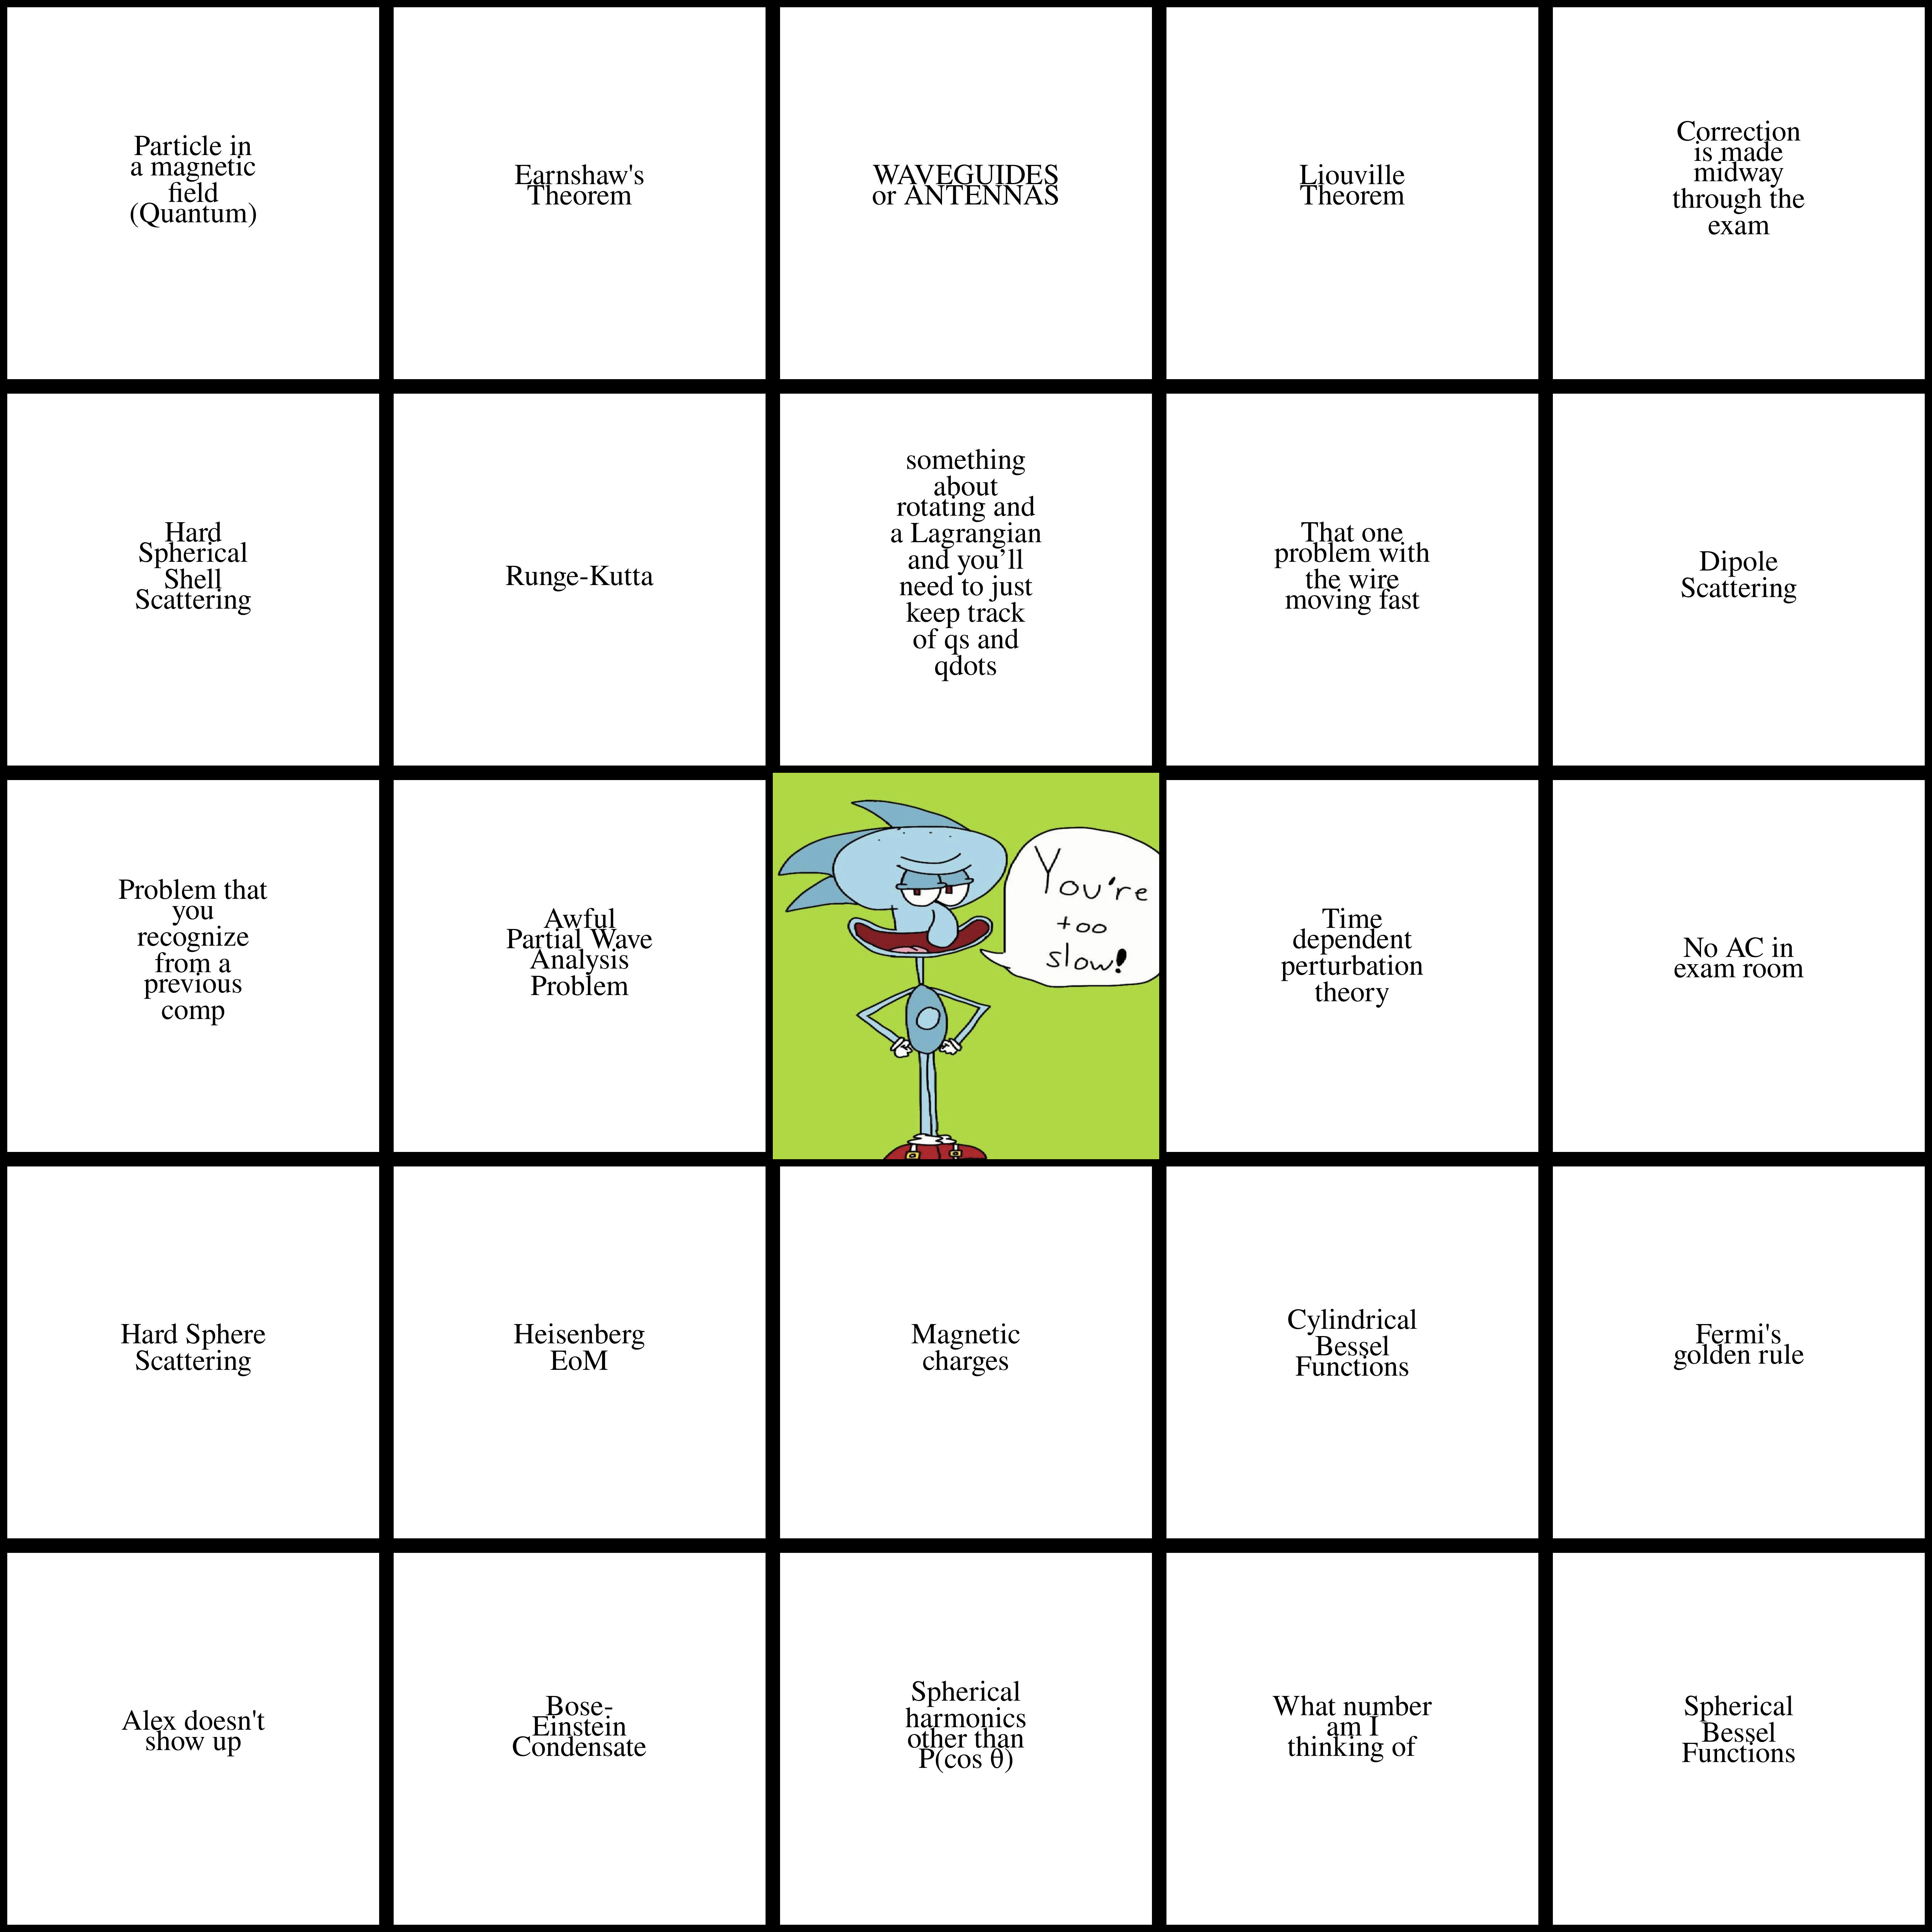 Particle in
a magnetic
field
(Quantum)
Earnshaw's
Theorem
WAVEGUIDES
or ANTENNAS
Liouville
Theorem
Correction
is made
midway
through the
exam
Hard
Spherical
Shell
Scattering
Runge-Kutta
something
about
rotating and
a Lagrangian
and you’ll
need to just
keep track
of qs and
qdots
That one
problem with
the wire
moving fast
Dipole
Scattering
Problem that
you
recognize
from a
previous
comp
Awful
Partial Wave
Analysis
Problem
You're
too
slow!
Time
dependent
perturbation
theory
No AC in
exam room
Hard Sphere
Scattering
Heisenberg
EoM
Magnetic
charges
Cylindrical
Bessel
Functions
Fermi's
golden rule
Alex doesn't
show up
Bose-
Einstein
Condensate
Spherical
harmonics
other than
P(cos θ)
What number
am I
thinking of
Spherical
Bessel
Functions